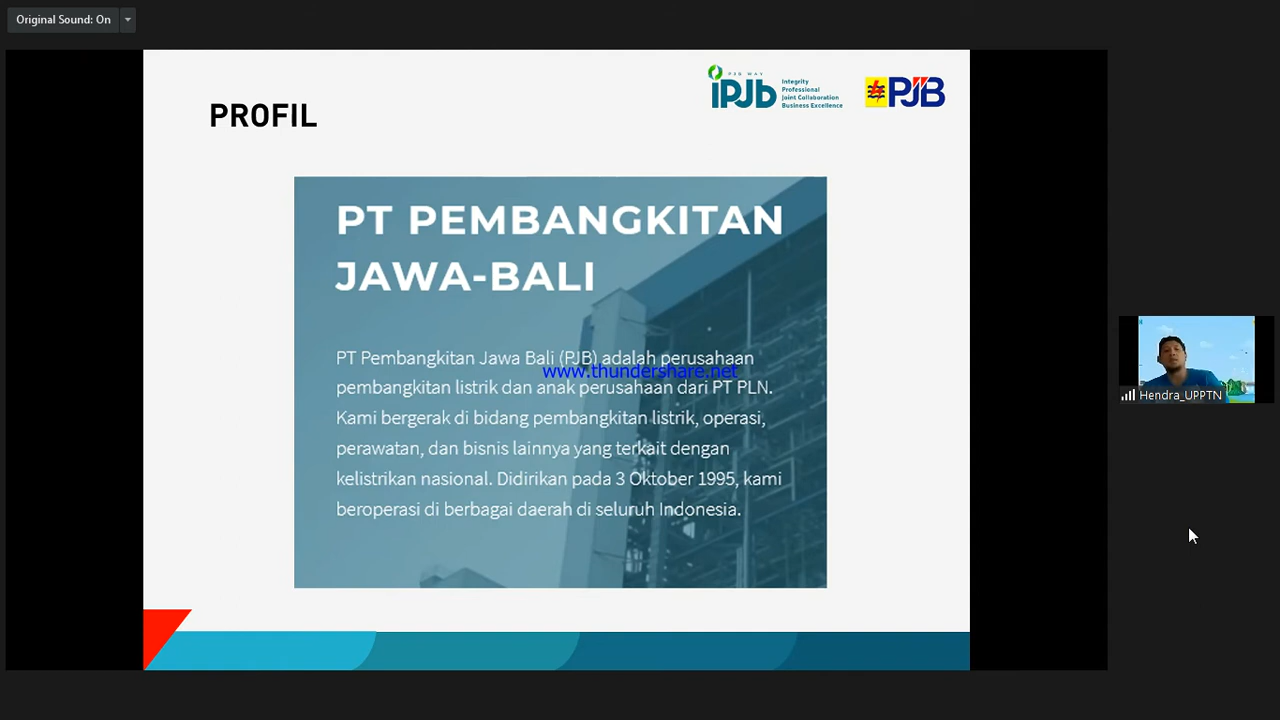 Original Sound: On
PROFIL
PJB WAY
iPJb
Integrity
Professional
Joint Collaboration
Business Excellence
PJB
PT PEMBANGKITAN
JAWA-BALI
PT Pembangkitan Jawa Bali (PJB) adalah perusahaan
www.thundershare.net
pembangkitan listrik dan anak perusahaan dari PT PLN.
Kami bergerak di bidang pembangkitan listrik, operasi,
perawatan, dan bisnis lainnya yang terkait dengan
kelistrikan nasional. Didirikan pada 3 Oktober 1995, kami
beroperasi di berbagai daerah di seluruh Indonesia.
Hendra_UPPTN